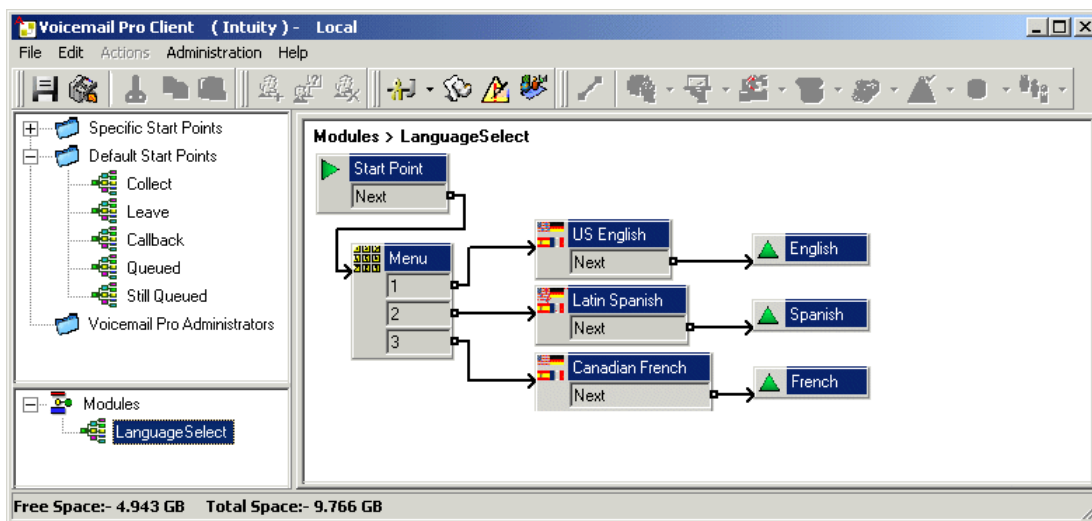 Voicemail Pro Client ( Intuity ) - Local
File Edit Actions Administration Help
Specific Start Points
Default Start Points
Collect
Leave
Callback
Queued
Still Queued
Voicemail Pro Administrators
Modules
LanguageSelect
Modules > LanguageSelect
Start Point
Next
Menu
1
2
3
US English
Next
English
Latin Spanish
Next
Spanish
Canadian French
Next
French
Free Space:- 4.943 GB Total Space:- 9.766 GB